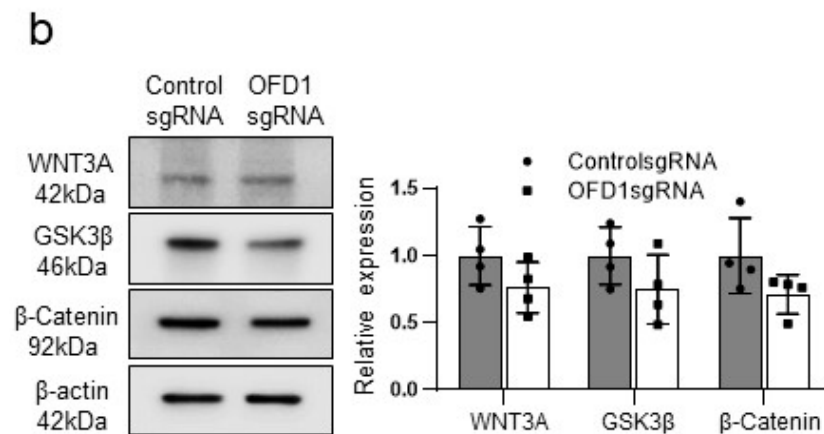 b
Control OFD1
sgRNA sgRNA
WNT3A
42kDa
GSK3β
46kDa
β-Catenin
92kDa
β-actin
42kDa
ControlsgRNA
OFD1sgRNA
Relative expression
1.5
1.0
0.5
0.0
WNT3A GSK3β β-Catenin